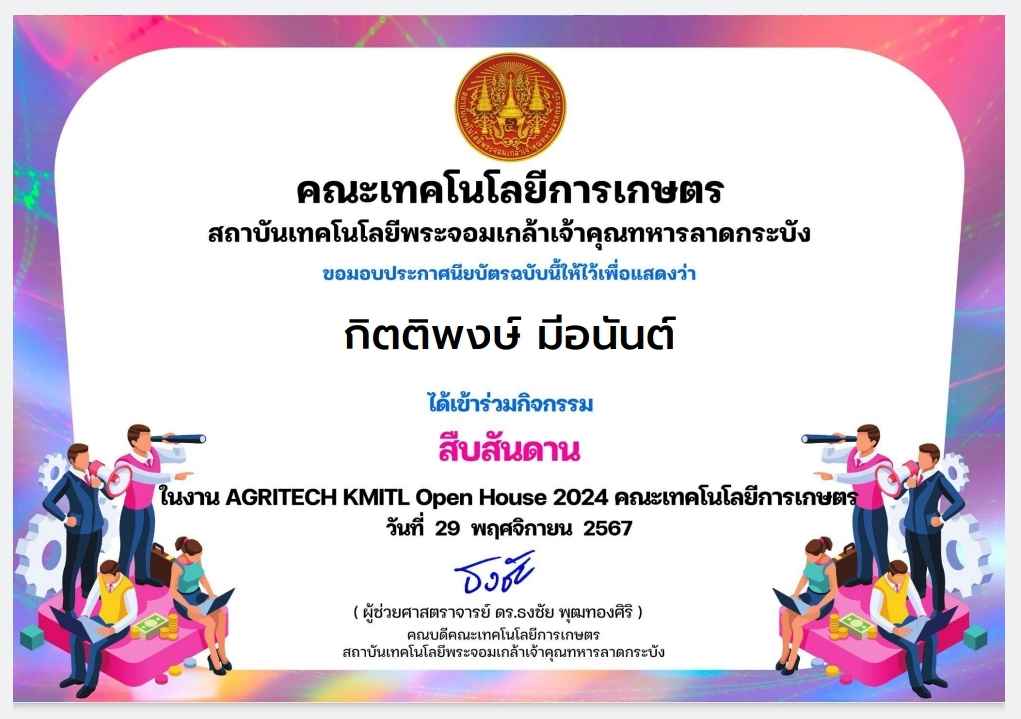 คณะเทคโนโลยีการเกษตร
สถาบันเทคโนโลยีพระจอมเกล้าเจ้าคุณทหารลาดกระบัง
ขอมอบประกาศนียบัตรฉบับนี้ให้ไว้เพื่อแสดงว่า
กิตติพงษ์ มีอนันต์
ได้เข้าร่วมกิจกรรม
สืบสันดาน
ในงาน AGRITECH KMITL Open House 2024 คณะเทคโนโลยีการเกษตร
วันที่ 29 พฤศจิกายน 2567
ธงชัย
( ผู้ช่วยศาสตราจารย์ ดร.ธงชัย พุฒทองศิริ )
คณบดีคณะเทคโนโลยีการเกษตร
สถาบันเทคโนโลยีพระจอมเกล้าเจ้าคุณทหารลาดกระบัง